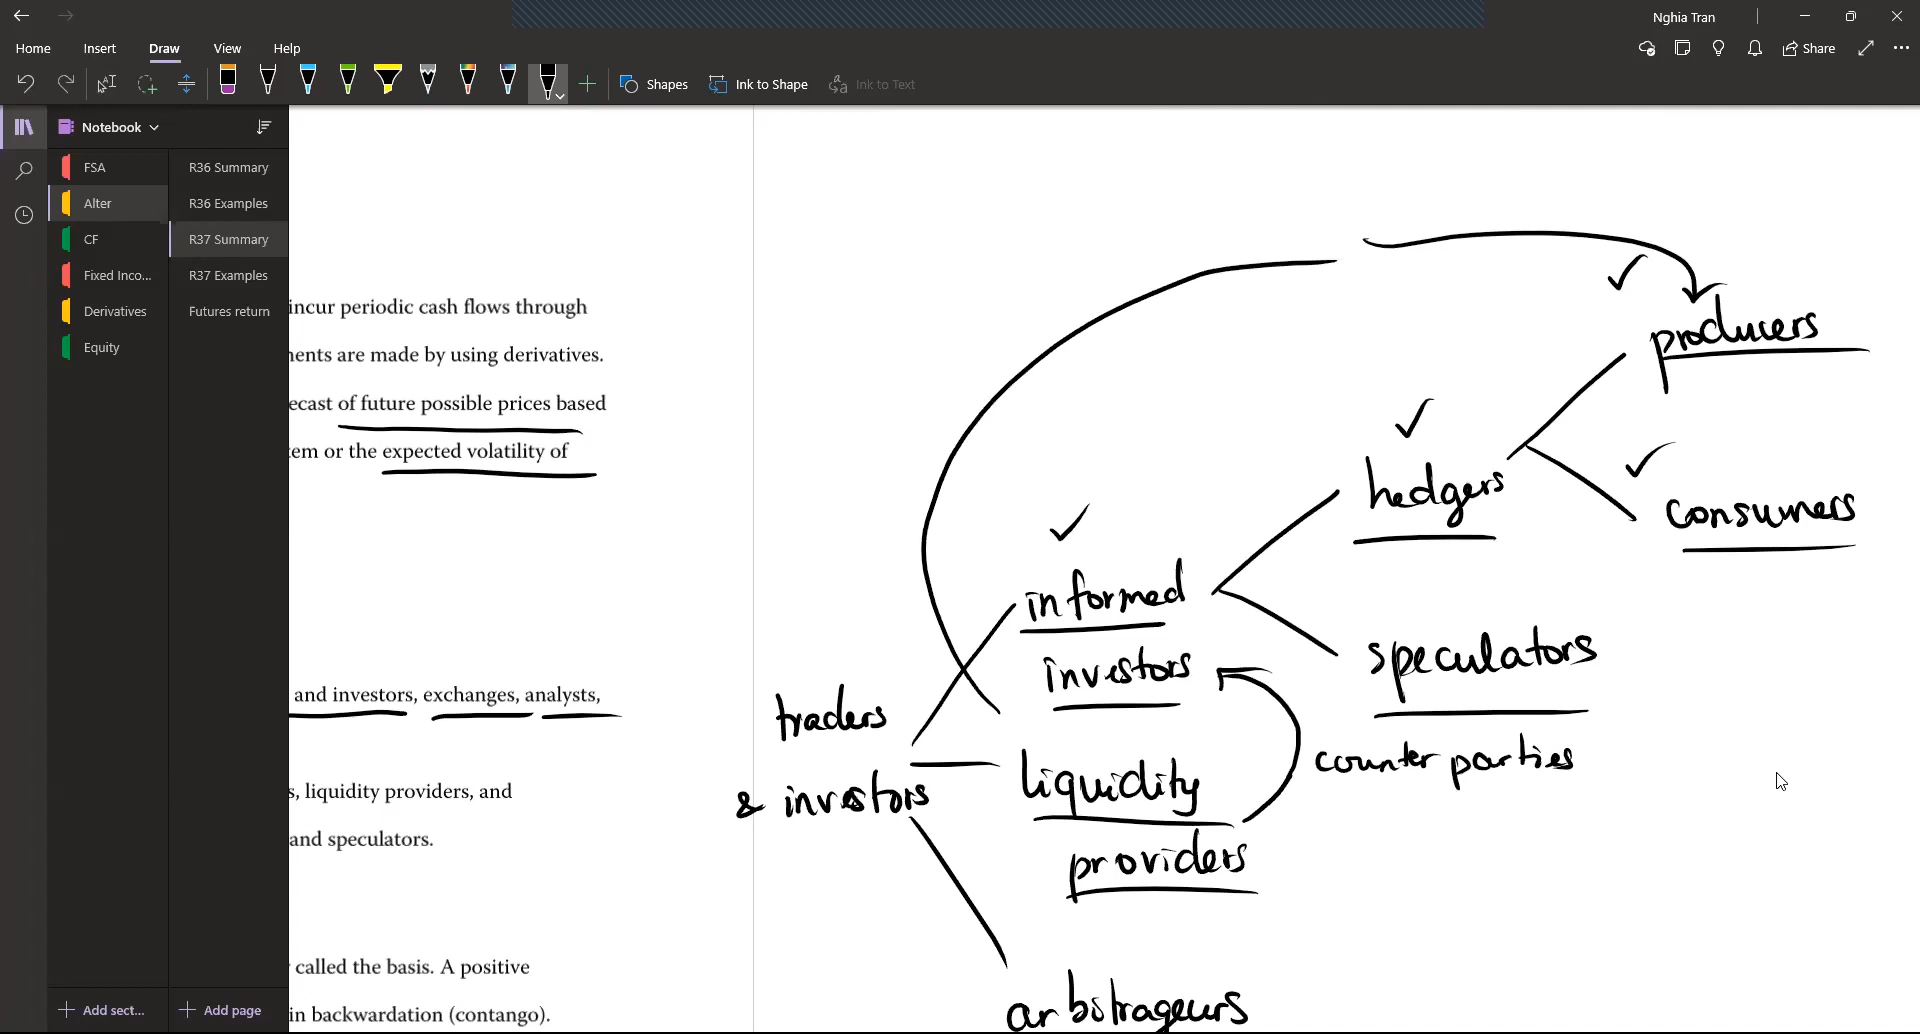 Nghia Tran
Home Insert Draw View Help
Share
Shapes Ink to Shape Ink to Text
Notebook
FSA
Alter
CF
Fixed Inco...
Derivatives
Equity
R36 Summary
R36 Examples
R37 Summary
R37 Examples
Futures return
Add sect...
Add page
incur periodic cash flows through
ents are made by using derivatives.
ecast of future possible prices based
tem or the expected volatility of
and investors, exchanges, analysts,
s, liquidity providers, and
and speculators.
called the basis. A positive
in backwardation (contango).
producers
hedgers
consumers
informed
investors
speculators
traders
& investors
liquidity
providers
counterparties
arbitrageurs